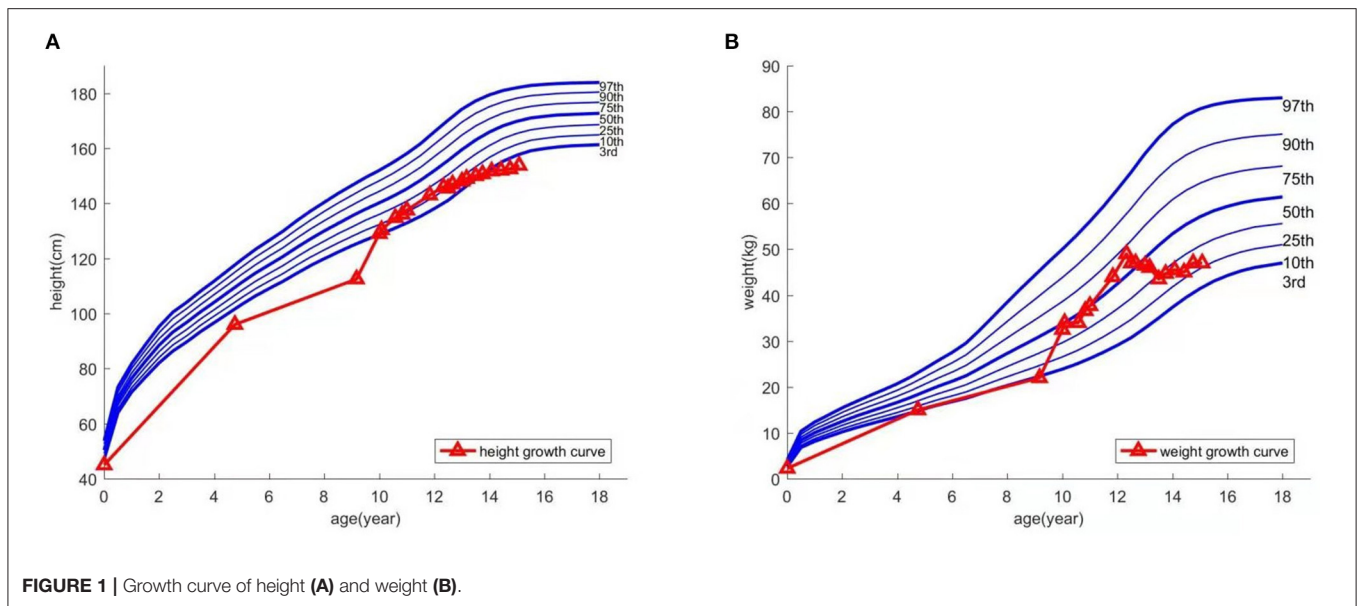 A
height(cm)
180
160
140
120
100
80
60
40
97th
90th
75th
50th
25th
10th
3rd
height growth curve
0 2 4 6 8 10 12 14 16 18
age(year)
B
weight(kg)
90
80
70
60
50
40
30
20
10
0
97th
90th
75th
50th
25th
10th
3rd
weight growth curve
0 2 4 6 8 10 12 14 16 18
age(year)
FIGURE 1 | Growth curve of height (A) and weight (B).